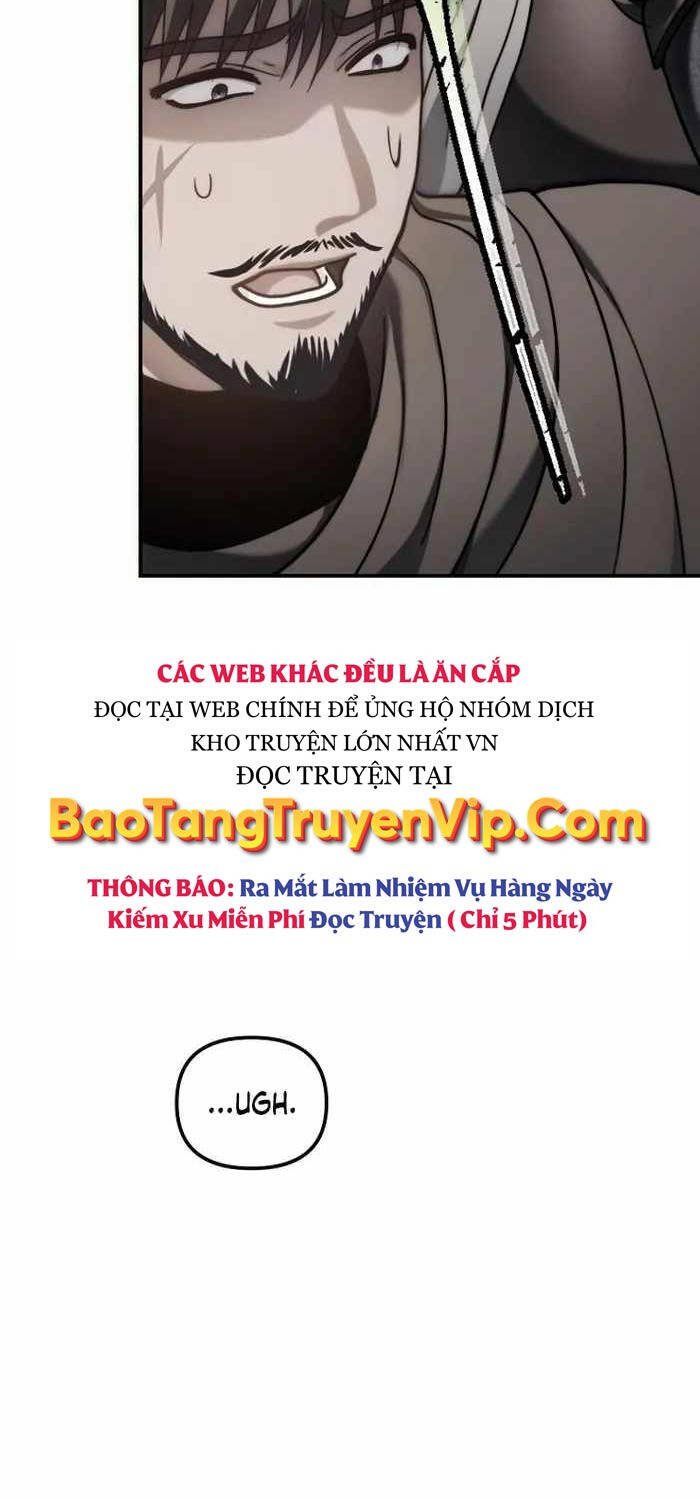 CÁC WEB KHÁC ĐỀU LÀ ĂN CẮP
ĐỌC TẠI WEB CHÍNH ĐỂ ỦNG HỘ NHÓM DỊCH
KHO TRUYỆN LỚN NHẤT VN
ĐỌC TRUYỆN TẠI
BaoTangTruyenVip.Com
THÔNG BÁO: Ra Mắt Làm Nhiệm Vụ Hàng Ngày
Kiếm Xu Miễn Phí Đọc Truyện ( Chỉ 5 Phút)
...UGH.